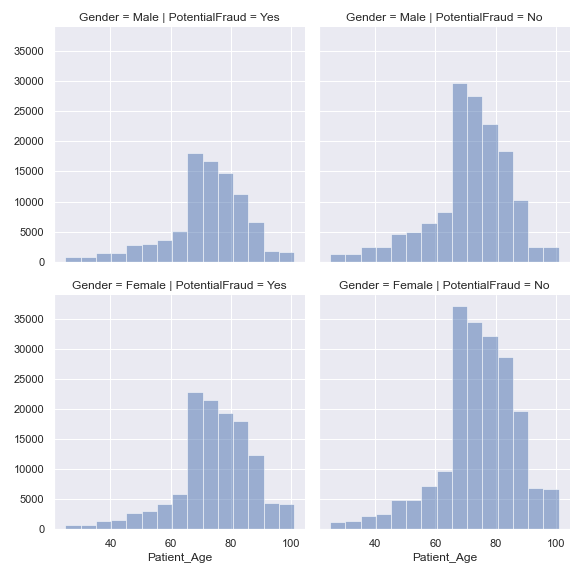 Gender = Male | PotentialFraud = Yes
Gender = Male | PotentialFraud = No
35000
30000
25000
20000
15000
10000
5000
0
Gender = Female | PotentialFraud = Yes
Gender = Female | PotentialFraud = No
35000
30000
25000
20000
15000
10000
5000
0
40 60 80 100
40 60 80 100
Patient_Age
Patient_Age